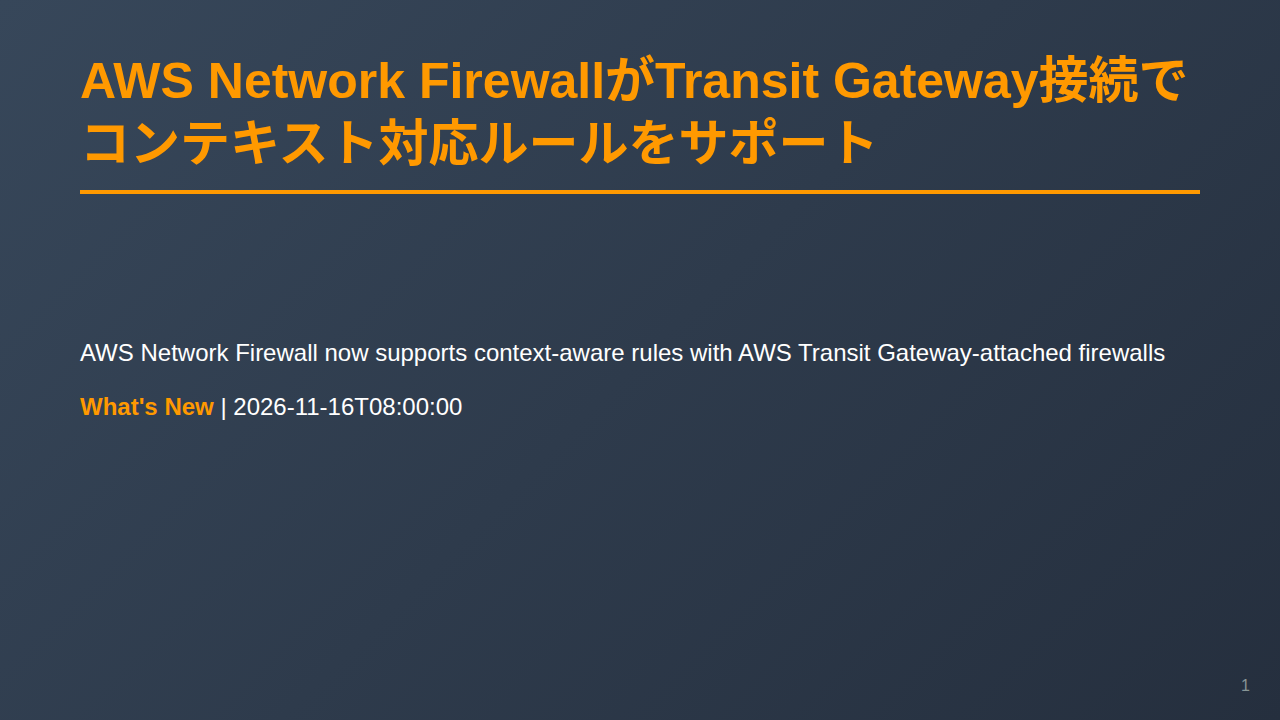 AWS Network FirewallがTransit Gateway接続で
コンテキスト対応ルールをサポート
AWS Network Firewall now supports context-aware rules with AWS Transit Gateway-attached firewalls
What's New | 2026-11-16T08:00:00
1